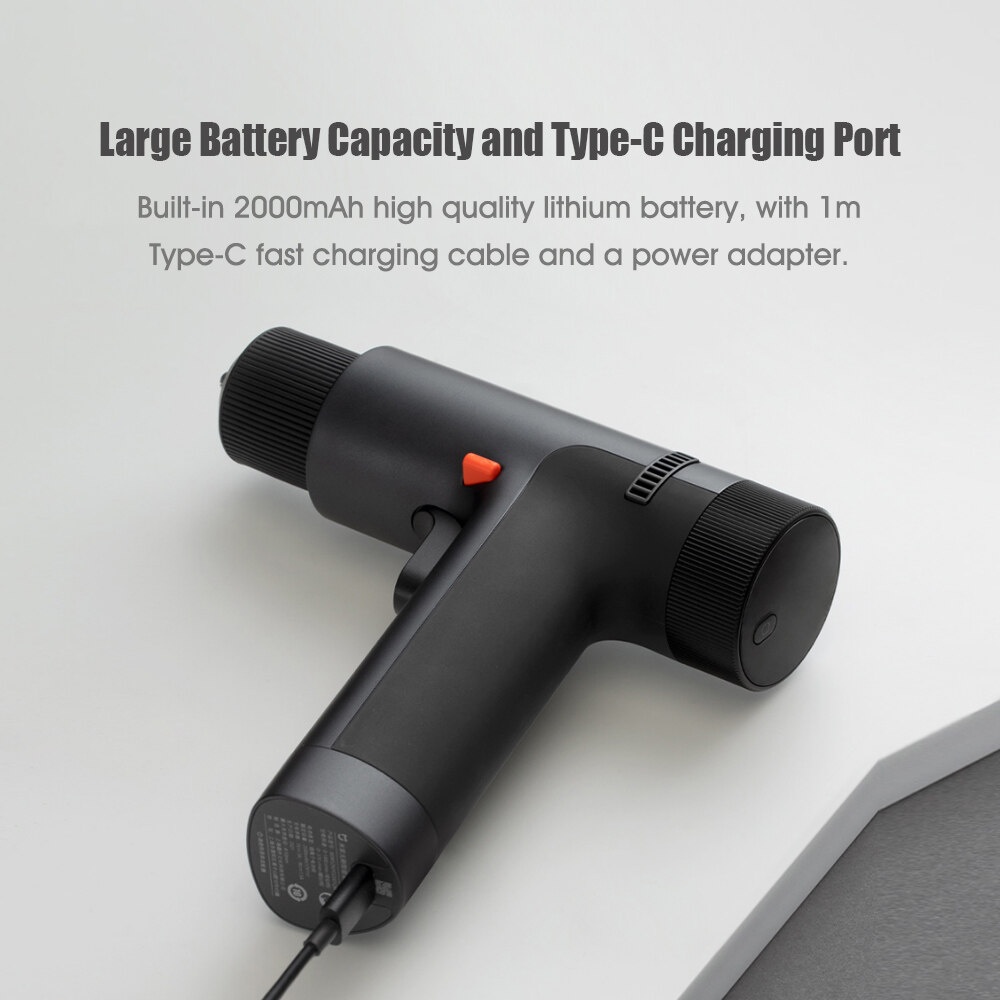 Large Battery Capacity and Type-C Charging Port
Built-in 2000mAh high quality lithium battery, with 1m
Type-C fast charging cable and a power adapter.